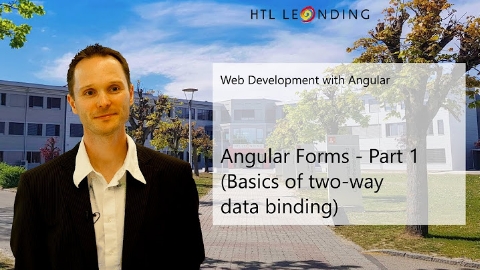 HTL LEONDING
Web Development with Angular
Angular Forms - Part 1
(Basics of two-way
data binding)